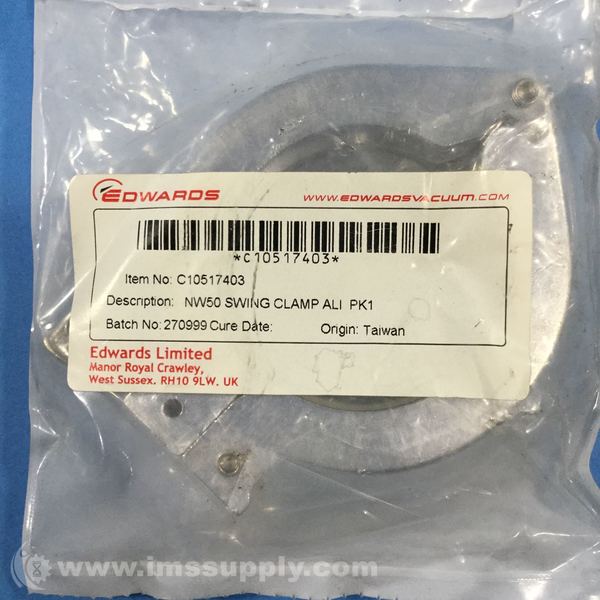 EDWARDS
WWW.EDWARDSVACUUM.COM
*C10517403*
Item No: C10517403
Description: NW50 SWING CLAMP ALI PK1
Batch No: 270999 Cure Date: Origin: Taiwan
Edwards Limited
Manor Royal Crawley,
West Sussex. RH10 9LW. UK
© www.imssupply.com